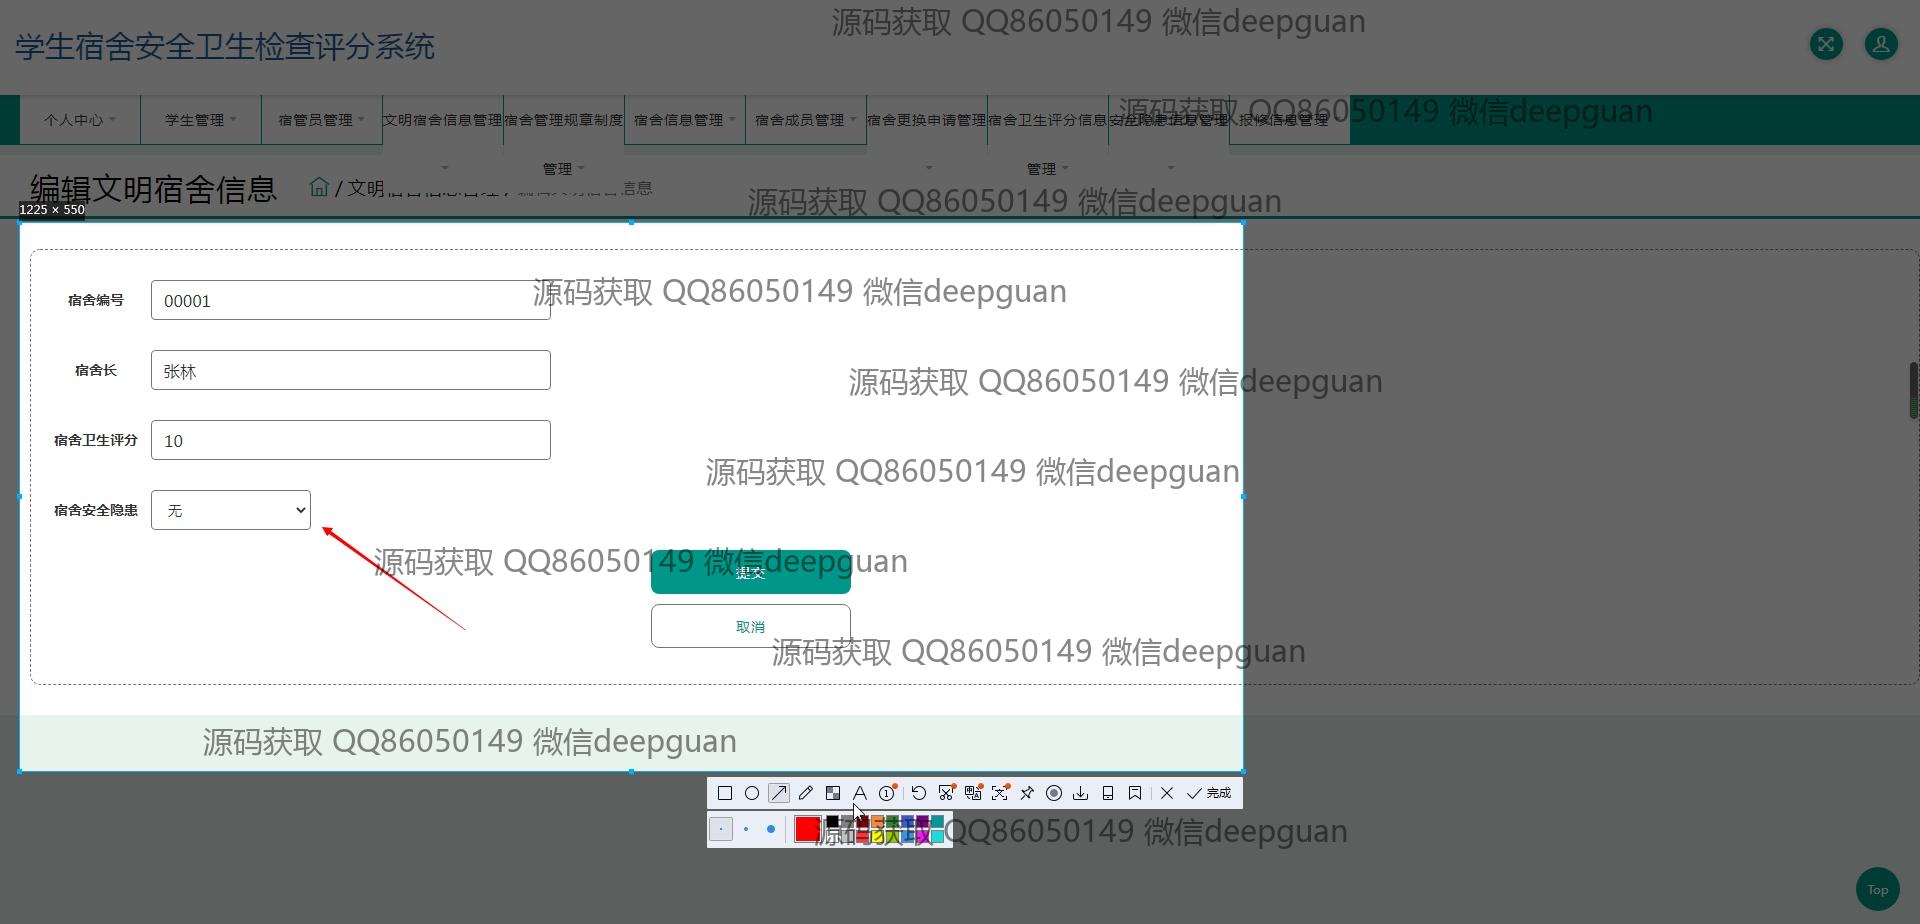 源码获取 QQ86050149 微信deepguan
学生宿舍安全卫生检查评分系统
个人中心
学生管理
宿管员管理
文明宿舍信息管理
宿舍管理规章制度管理
宿舍信息管理
宿舍成员管理
宿舍更换申请管理
宿舍卫生评分信息管理
安全隐患信息管理
报修信息管理
源码获取 QQ86050149 微信deepguan
编辑文明宿舍信息
/ 文明宿舍信息管理 / 编辑文明宿舍信息
源码获取 QQ86050149 微信deepguan
1225 × 550
宿舍编号
00001
源码获取 QQ86050149 微信deepguan
宿舍长
张林
源码获取 QQ86050149 微信deepguan
宿舍卫生评分
10
源码获取 QQ86050149 微信deepguan
宿舍安全隐患
无
源码获取 QQ86050149 微信deepguan
提交
取消
源码获取 QQ86050149 微信deepguan
源码获取 QQ86050149 微信deepguan
完成
源码获取 QQ86050149 微信deepguan
Top